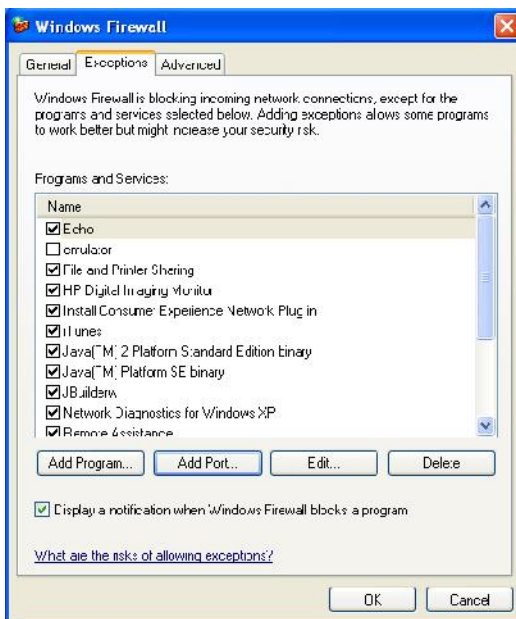 Windows Firewall
General Exceptions Advanced
Windows Firewall is blocking incoming network connections, except for the
programs and services selected below. Adding exceptions allows some programs
to work better but might increase your security risk.
Programs and Services:
Name
Echo
emulator
File and Printer Sharing
HP Digital Imaging Monitor
Install Consumer Experience Network Plug in
iTunes
Java(TM) 2 Platform Standard Edition binary
Java(TM) Platform SE binary
JBuilderw
Network Diagnostics for Windows XP
Remote Assistance
Add Program... Add Port... Edit... Delete
Display a notification when Windows Firewall blocks a program
What are the risks of allowing exceptions?
OK Cancel